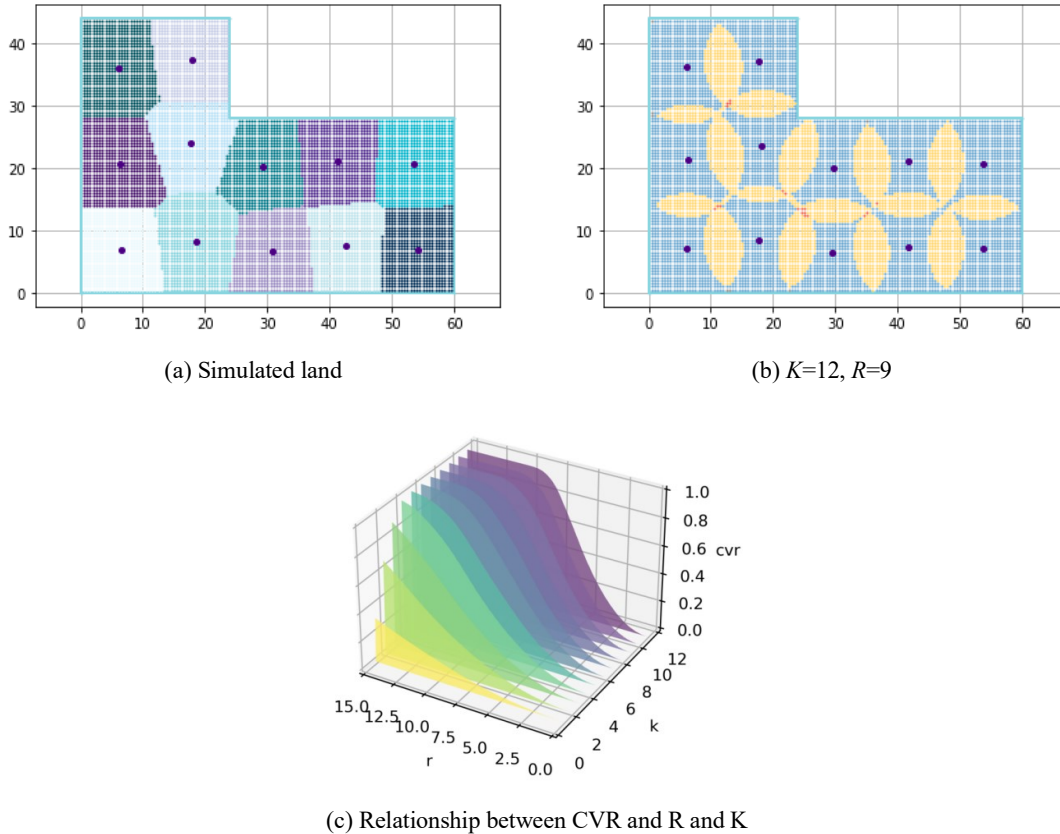 40
30
20
10
0
0 10 20 30 40 50 60
(a) Simulated land
40
30
20
10
0
0 10 20 30 40 50 60
(b) K=12, R=9
1.0
0.8
0.6
0.4
0.2
0.0
cvr
15.0 12.5 10.0 7.5 5.0 2.5 0.0
r
0 2 4 6 8 10 12
k
(c) Relationship between CVR and R and K